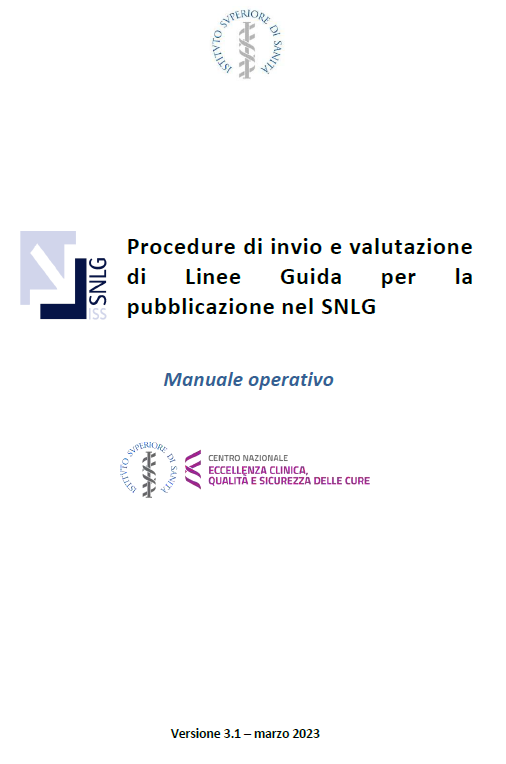 ISTITVTO SVPERIORE DI SANITÀ
Procedure di invio e valutazione
di Linee Guida per la
pubblicazione nel SNLG
SNLG
ISS
Manuale operativo
ISTITVTO SVPERIORE DI SANITÀ
CENTRO NAZIONALE
ECCELLENZA CLINICA,
QUALITÀ E SICUREZZA DELLE CURE
Versione 3.1 – marzo 2023